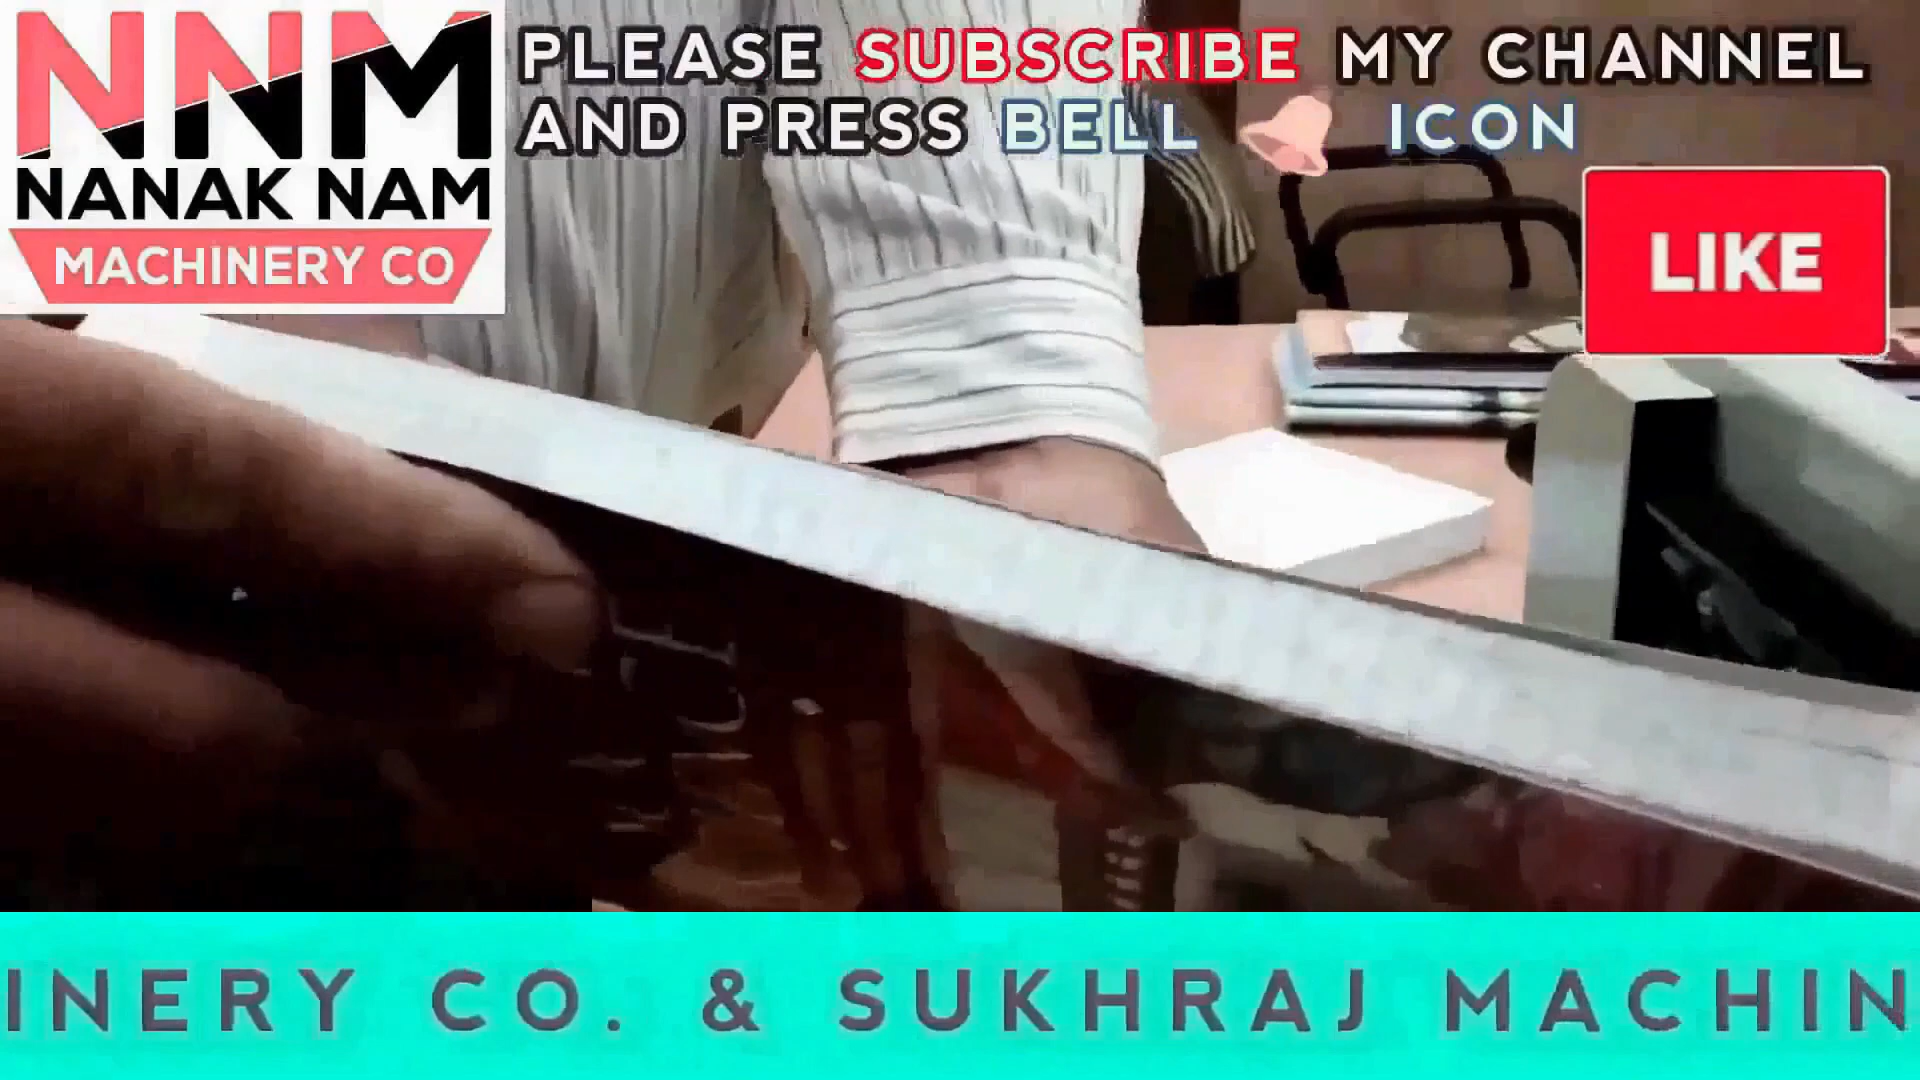 NNM
NANAK NAM
MACHINERY CO
PLEASE SUBSCRIBE MY CHANNEL
AND PRESS BELL ICON
LIKE
INERY CO. & SUKHRAJ MACHIN